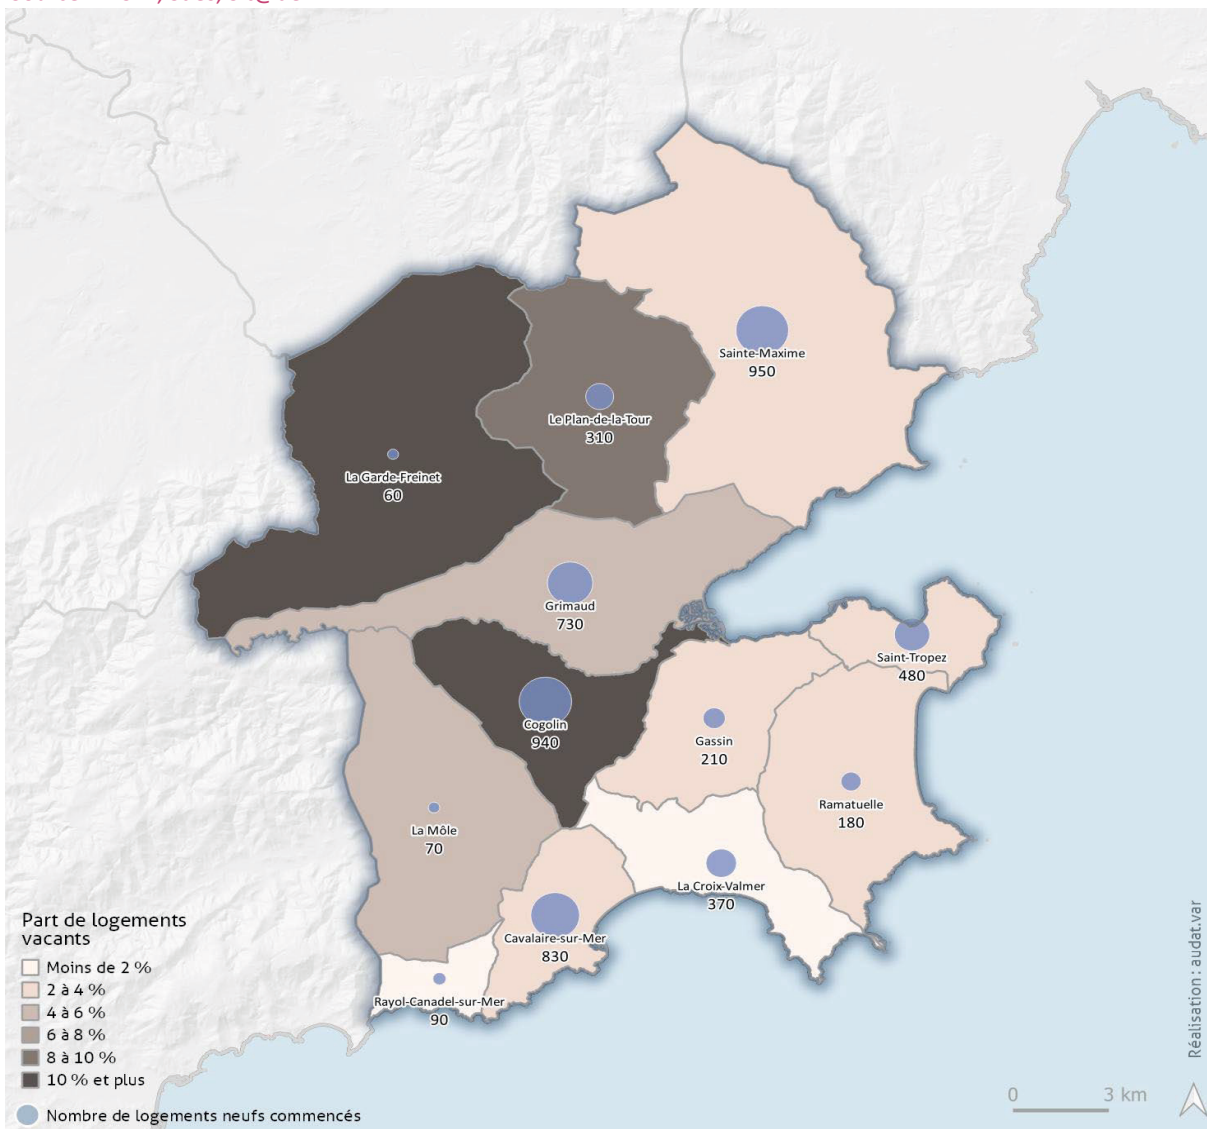 Sainte-Maxime
950
Le Plan-de-la-Tour
310
La Garde-Freinet
60
Grimaud
730
Saint-Tropez
480
Cogolin
940
Gassin
210
Ramatuelle
180
La Môle
70
La Croix-Valmer
370
Cavalaire-sur-Mer
830
Rayol-Canadel-sur-Mer
90
Part de logements
vacants
Moins de 2 %
2 à 4 %
4 à 6 %
6 à 8 %
8 à 10 %
10 % et plus
Nombre de logements neufs commencés
0 3 km
Réalisation : audat.var